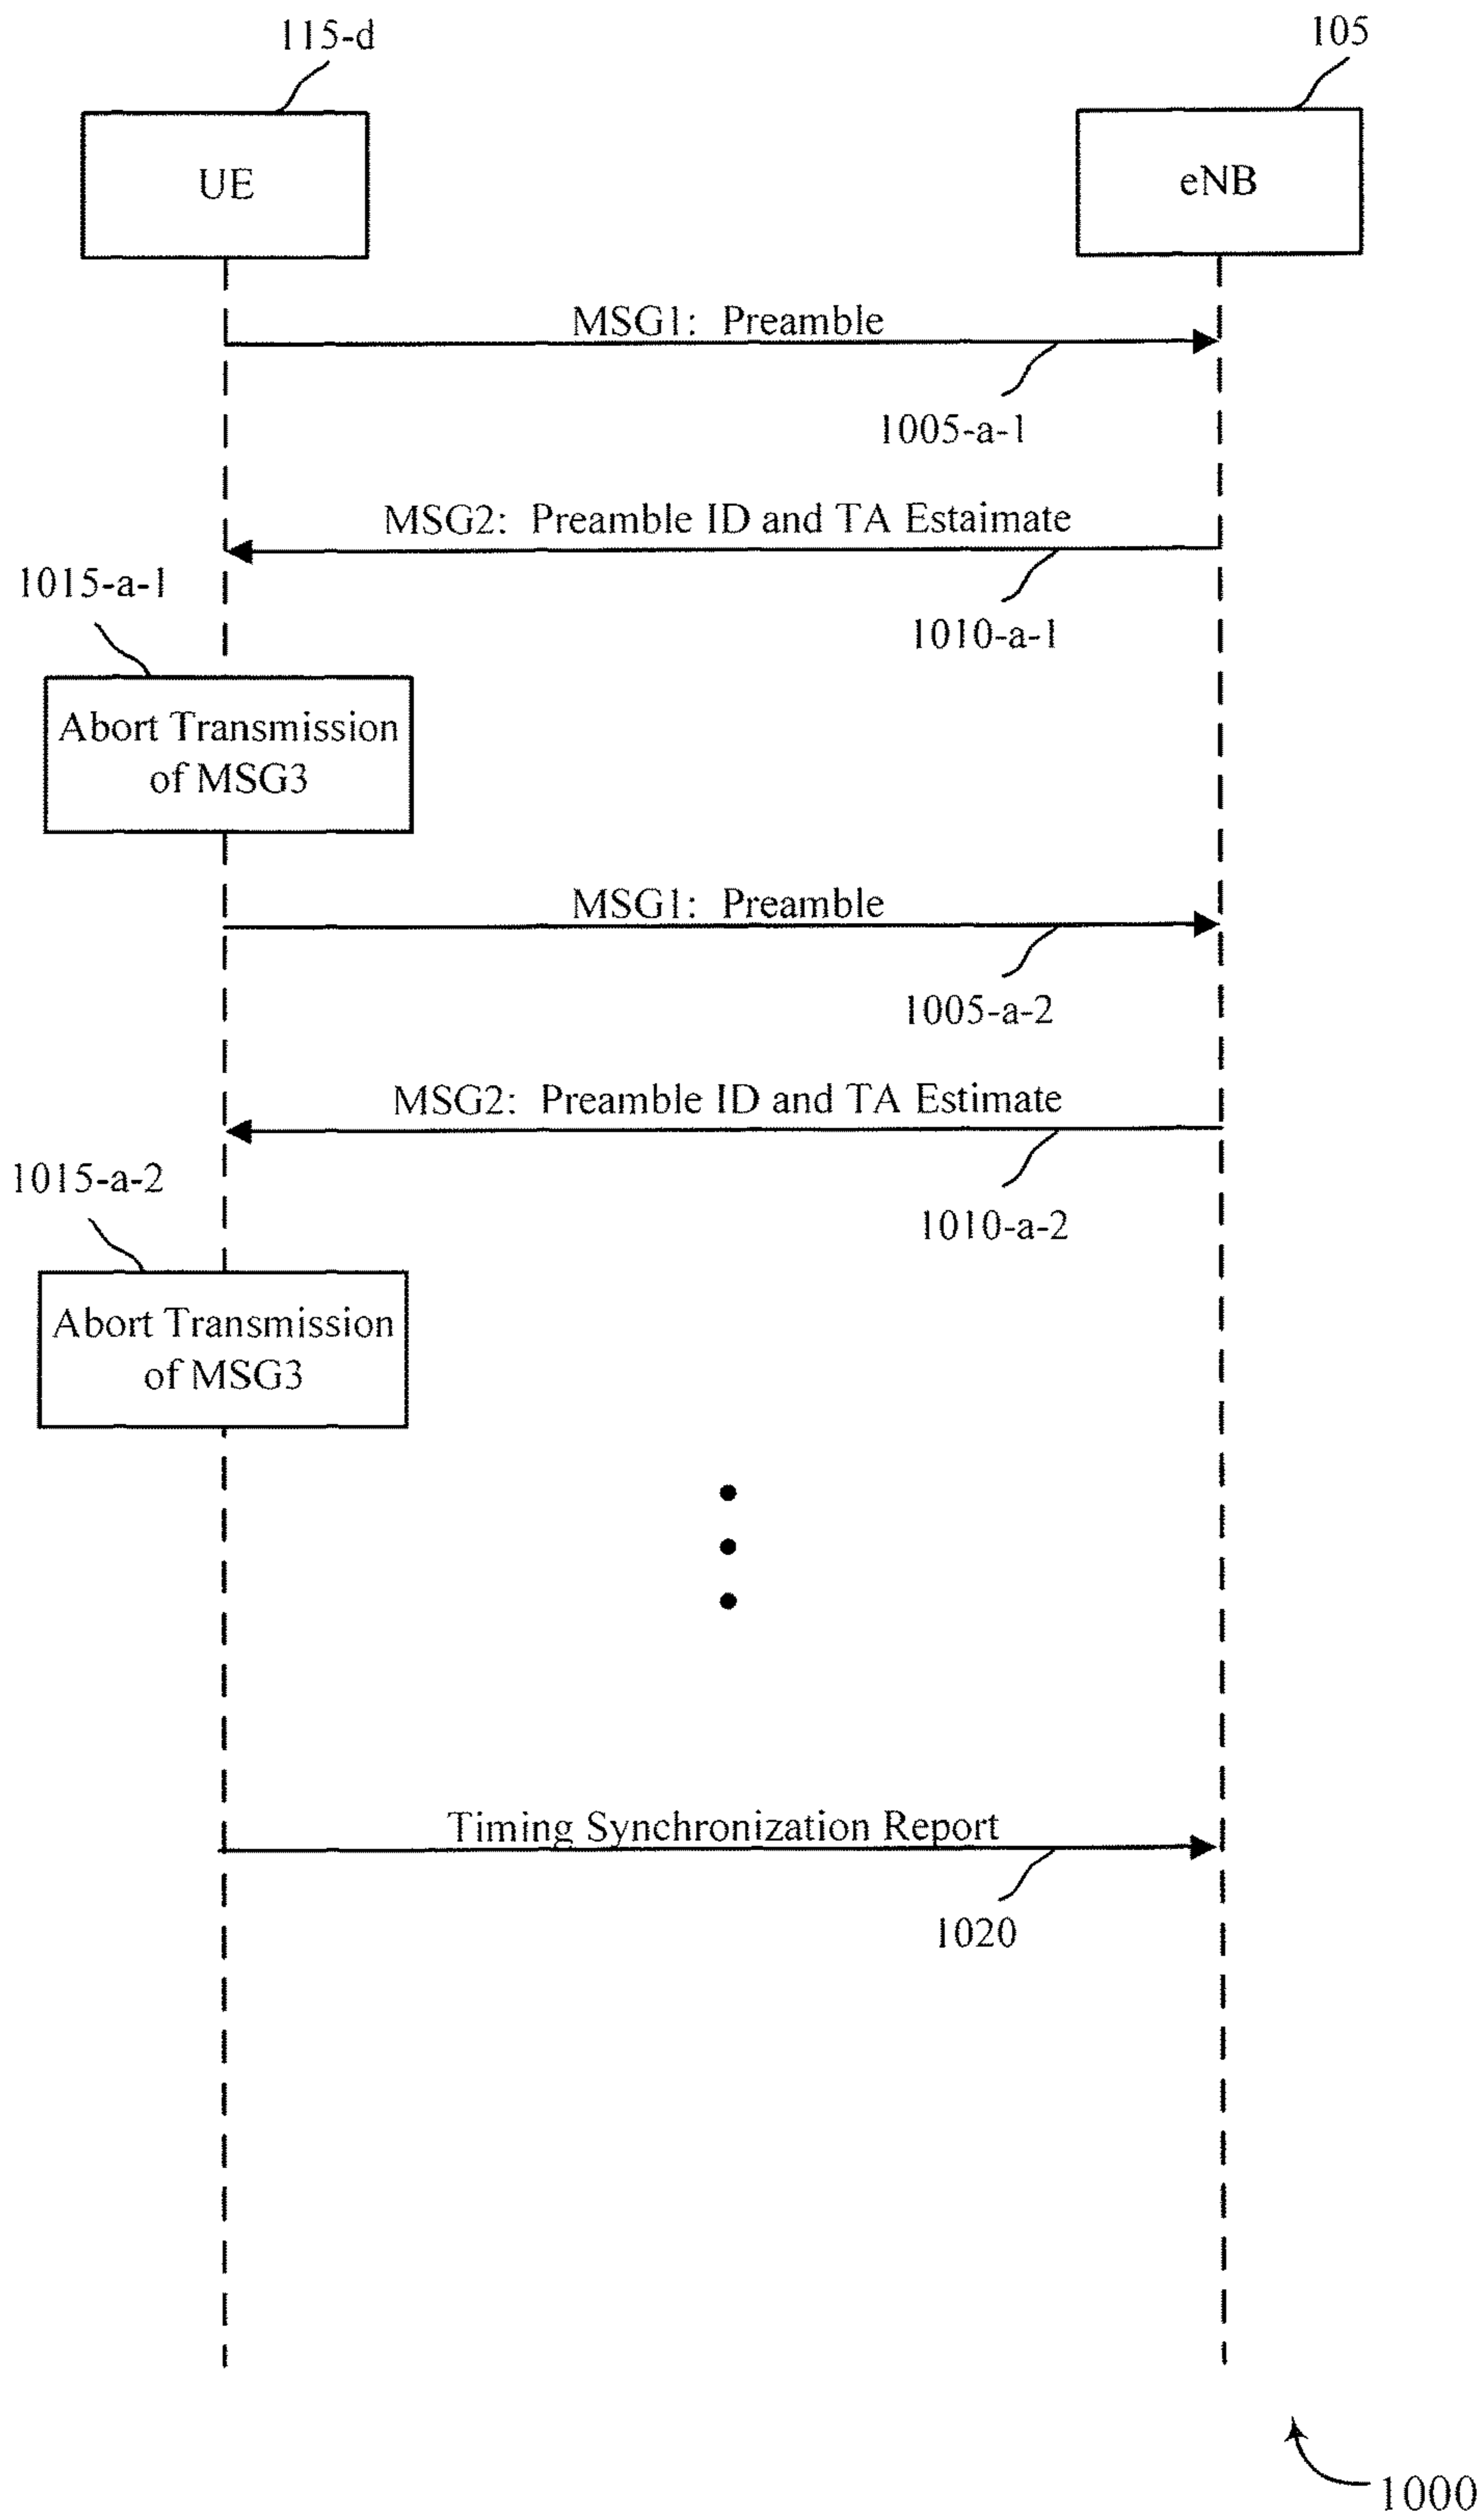 115-d
105
UE
eNB
MSG1: Preamble
1005-a-1
MSG2: Preamble ID and TA Estaimate
1015-a-1
1010-a-1
Abort Transmission
of MSG3
MSG1: Preamble
1005-a-2
MSG2: Preamble ID and TA Estimate
1015-a-2
1010-a-2
Abort Transmission
of MSG3
Timing Synchronization Report
1020
1000